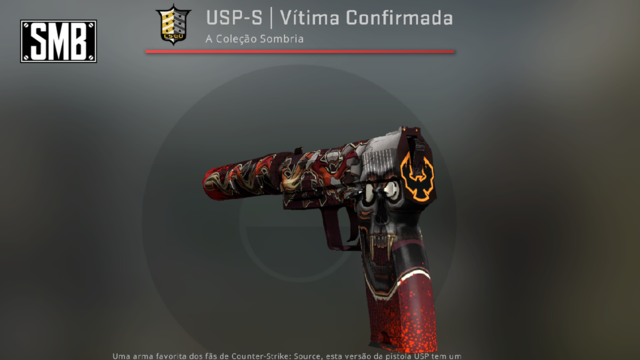 SMB
USP-S | Vítima Confirmada
A Coleção Sombria
Uma arma favorita dos fãs de Counter-Strike: Source, esta versão da pistola USP tem um